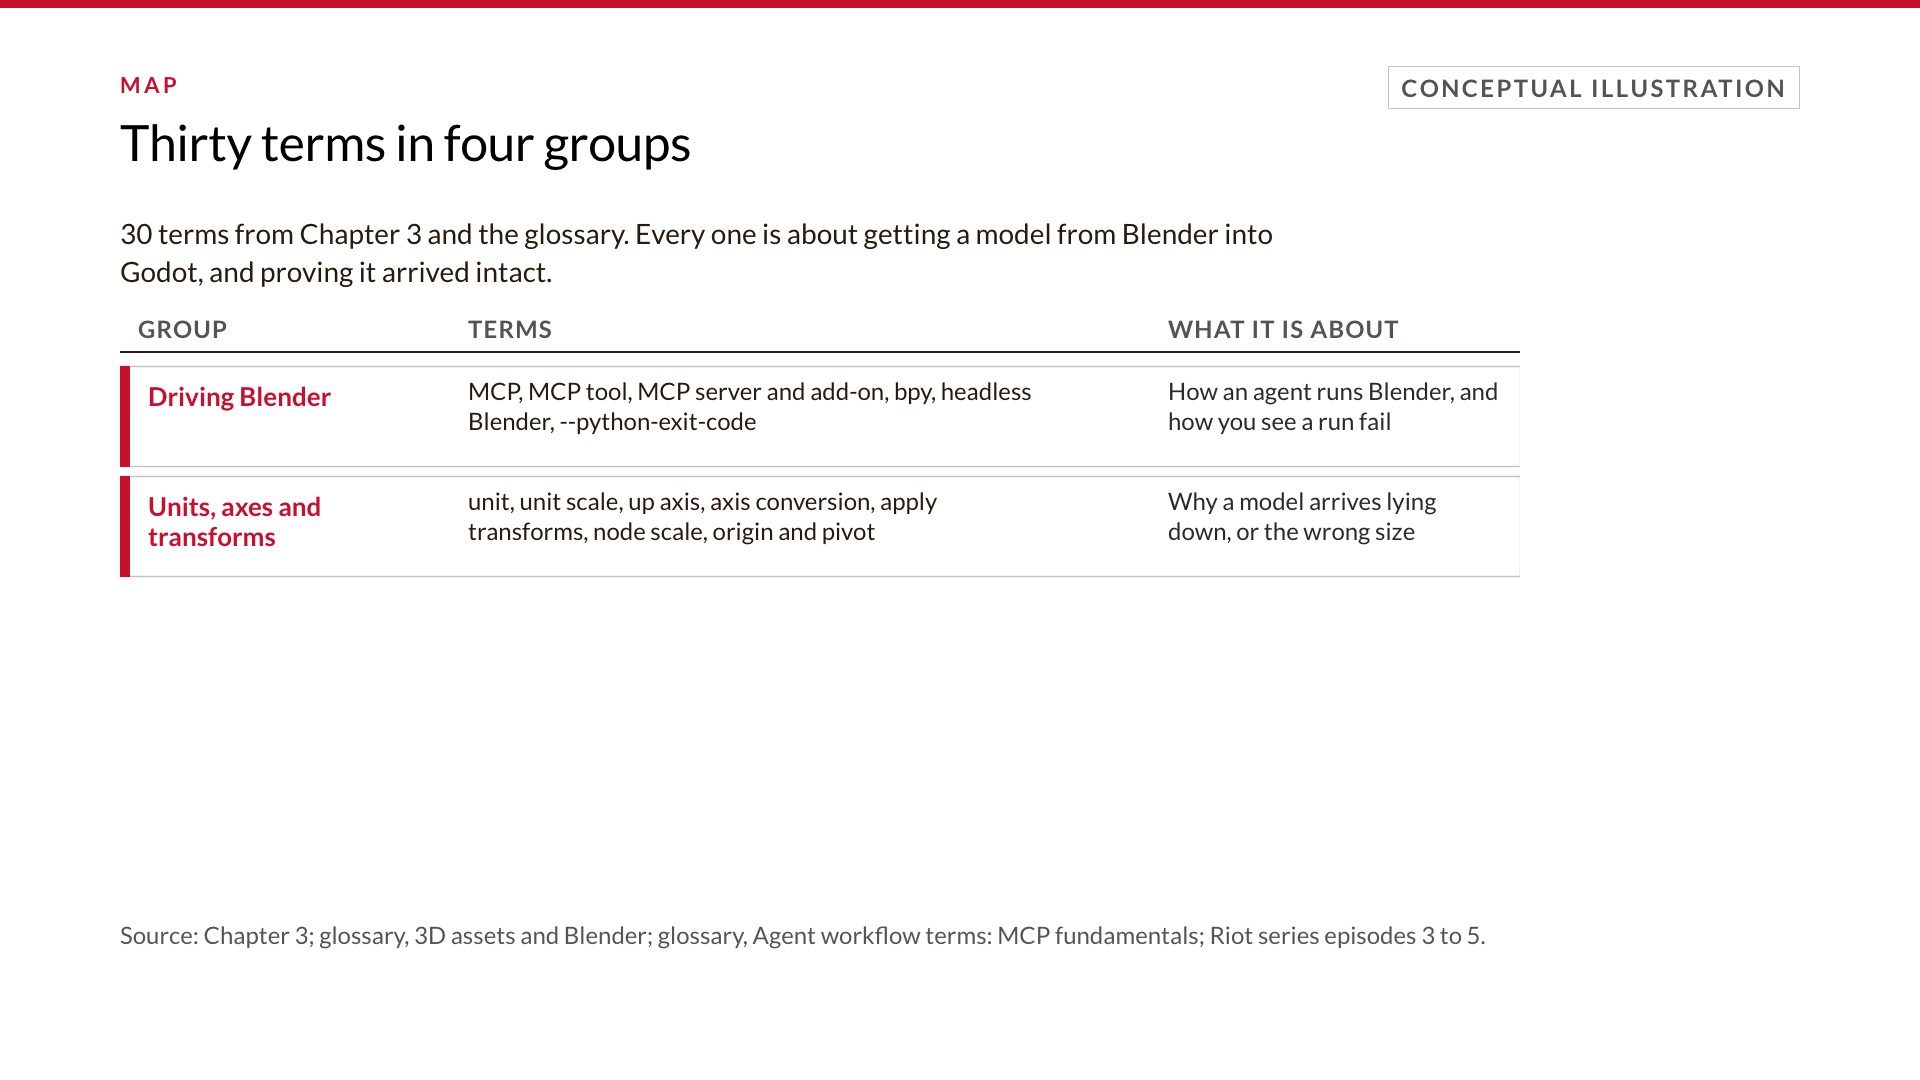 MAP
CONCEPTUAL ILLUSTRATION
Thirty terms in four groups
30 terms from Chapter 3 and the glossary. Every one is about getting a model from Blender into
Godot, and proving it arrived intact.
GROUP
TERMS
WHAT IT IS ABOUT
Driving Blender
MCP, MCP tool, MCP server and add-on, bpy, headless
Blender, --python-exit-code
How an agent runs Blender, and
how you see a run fail
Units, axes and
transforms
unit, unit scale, up axis, axis conversion, apply
transforms, node scale, origin and pivot
Why a model arrives lying
down, or the wrong size
Source: Chapter 3; glossary, 3D assets and Blender; glossary, Agent workflow terms: MCP fundamentals; Riot series episodes 3 to 5.